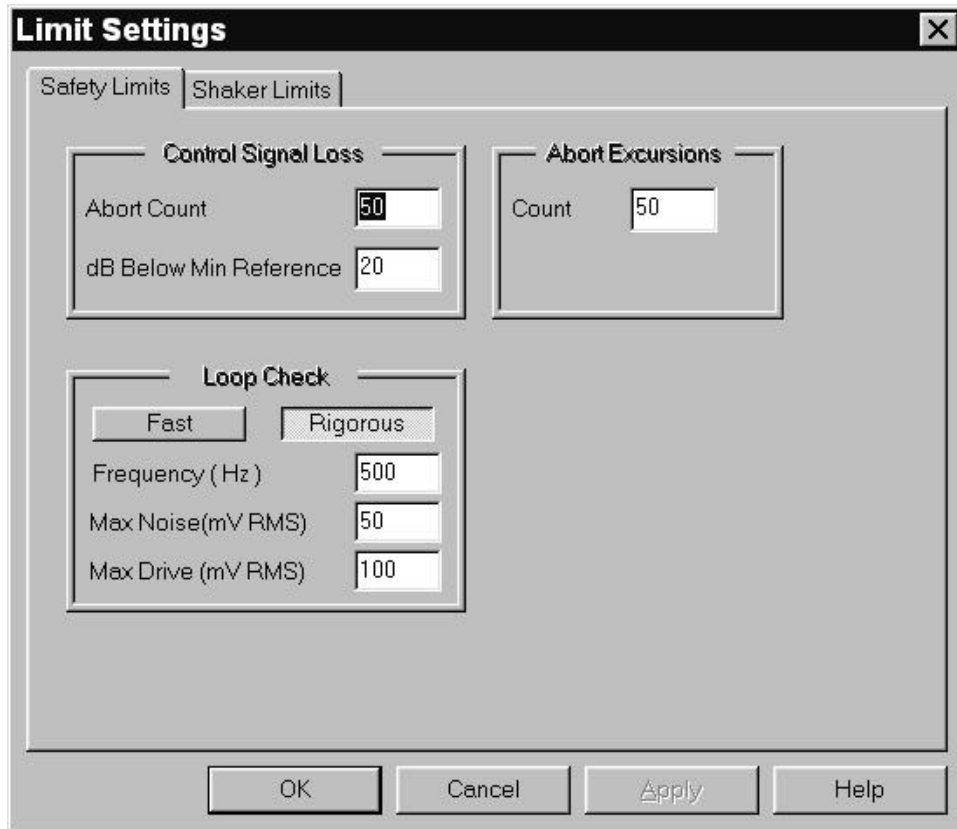 Limit Settings
Safety Limits
Shaker Limits
Control Signal Loss
Abort Count 50
dB Below Min Reference 20
Abort Excursions
Count 50
Loop Check
Fast Rigorous
Frequency ( Hz ) 500
Max Noise(mV RMS) 50
Max Drive (mV RMS) 100
OK Cancel Apply Help